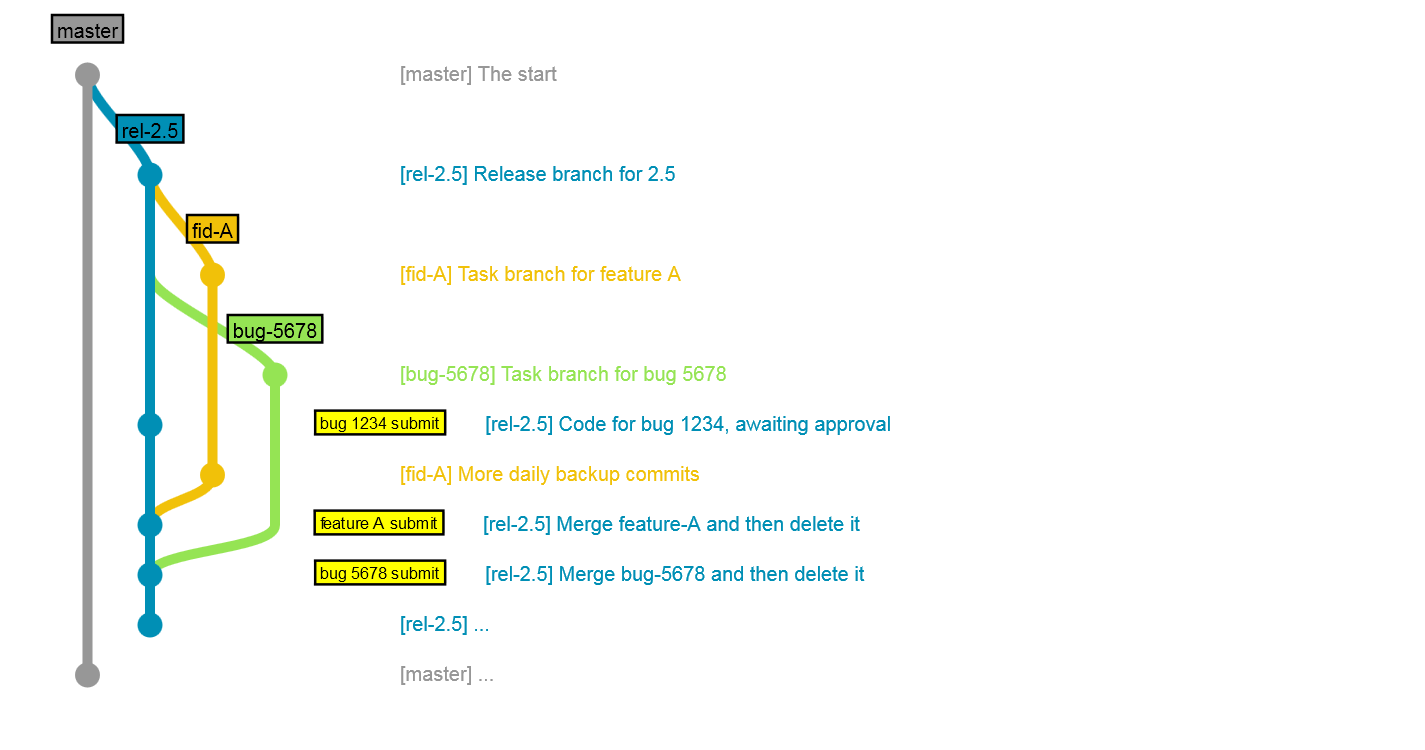 master
[master] The start
rel-2.5
[rel-2.5] Release branch for 2.5
fid-A
[fid-A] Task branch for feature A
bug-5678
[bug-5678] Task branch for bug 5678
bug 1234 submit [rel-2.5] Code for bug 1234, awaiting approval
[fid-A] More daily backup commits
feature A submit [rel-2.5] Merge feature-A and then delete it
bug 5678 submit [rel-2.5] Merge bug-5678 and then delete it
[rel-2.5] ...
[master] ...